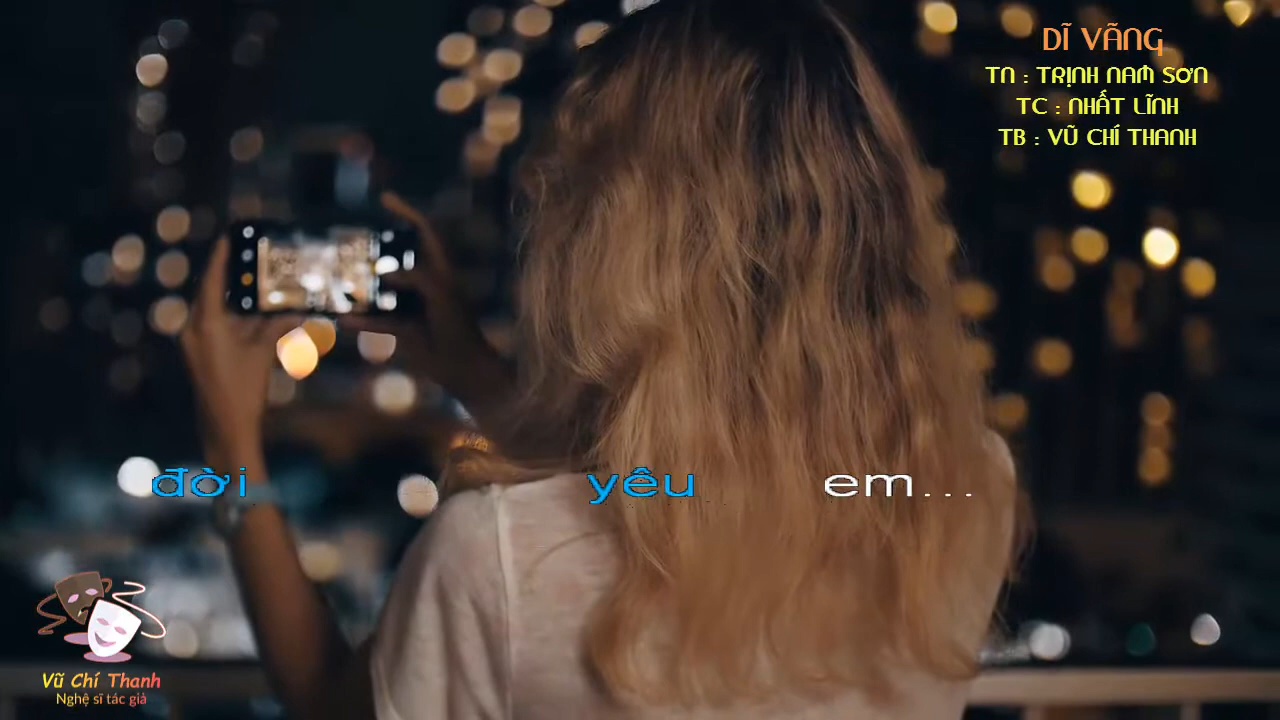 DĨ VÃNG
TN : TRỊNH NAM SƠN
TC : NHẤT LĨNH
TB : VŨ CHÍ THANH
đời yêu em...
Vũ Chí Thanh
Nghệ sĩ tác giả